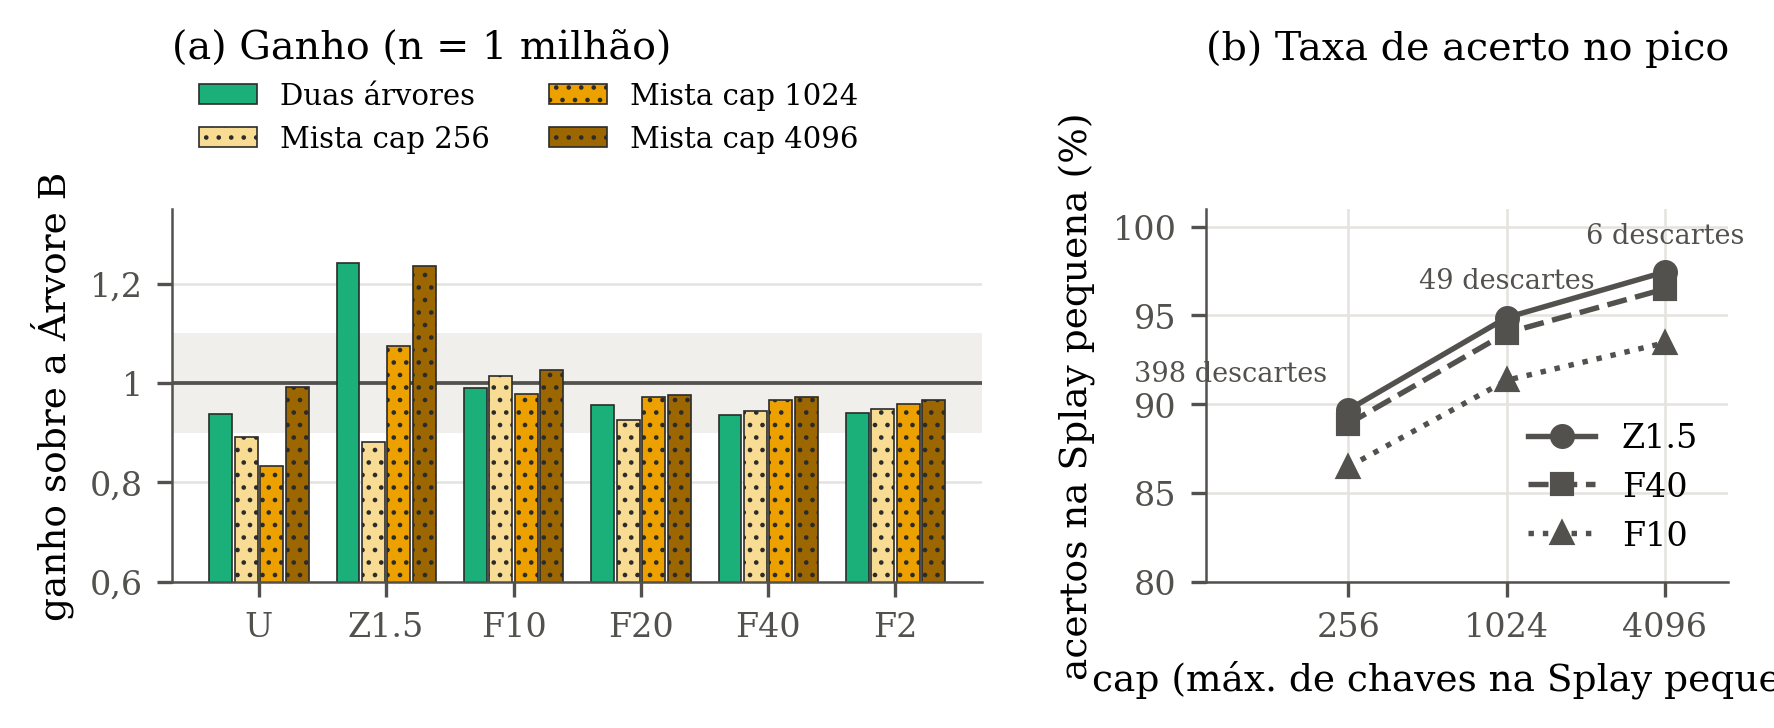 (a) Ganho (n = 1 milhão)
Duas árvores
Mista cap 256
Mista cap 1024
Mista cap 4096
ganho sobre a Árvore B
1,2
1
0,8
0,6
U
Z1.5
F10
F20
F40
F2
(b) Taxa de acerto no pico
acertos na Splay pequena (%)
100
95
90
85
80
398 descartes
49 descartes
6 descartes
Z1.5
F40
F10
256
1024
4096
cap (máx. de chaves na Splay peque